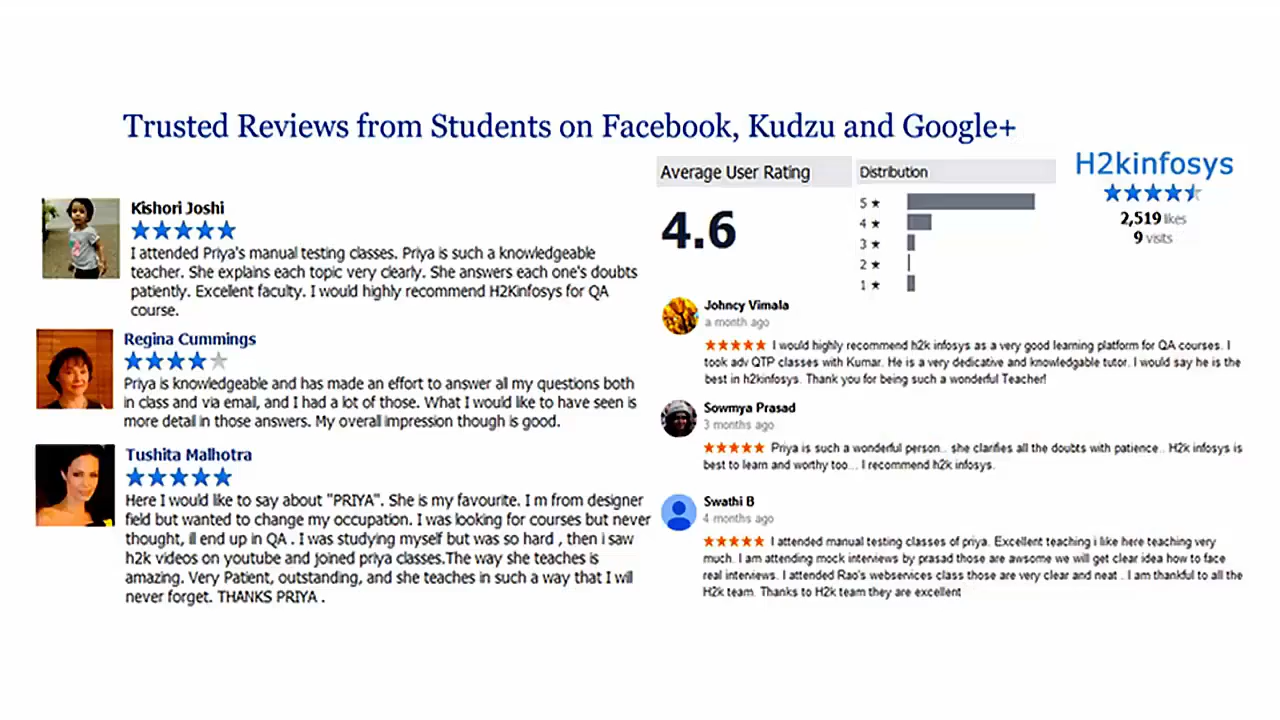 Trusted Reviews from Students on Facebook, Kudzu and Google+
Kishori Joshi
I attended Priya's manual testing classes. Priya is such a knowledgeable
teacher. She explains each topic very clearly. She answers each one's doubts
patiently. Excellent faculty. I would highly recommend H2Kinfosys for QA
course.
Regina Cummings
Priya is knowledgeable and has made an effort to answer all my questions both
in class and via email, and I had a lot of those. What I would like to have seen is
more detail in those answers. My overall impression though is good.
Tushita Malhotra
Here I would like to say about "PRIYA". She is my favourite. I m from designer
field but wanted to change my occupation. I was looking for courses but never
thought, ill end up in QA . I was studying myself but was so hard , then i saw
h2k videos on youtube and joined priya classes.The way she teaches is
amazing. Very Patient, outstanding, and she teaches in such a way that I will
never forget. THANKS PRIYA .
Average User Rating
4.6
Distribution
5 ★
4 ★
3 ★
2 ★
1 ★
H2kinfosys
2,519 likes
9 visits
Johncy Vimala
a month ago
I would highly recommend h2k infosys as a very good learning platform for QA courses. I
took adv QTP classes with Kumar. He is a very dedicative and knowledgable tutor. I would say he is the
best in h2kinfosys. Thank you for being such a wonderful Teacher!
Sowmya Prasad
3 months ago
Priya is such a wonderful person.. she clarifies all the doubts with patience.. H2k infosys is
best to learn and worthy too... I recommend h2k infosys.
Swathi B
4 months ago
I attended manual testing classes of priya. Excellent teaching i like here teaching very
much. I am attending mock interviews by prasad those are awsome we will get clear idea how to face
real interviews. I attended Rao's webservices class those are very clear and neat . I am thankful to all the
H2k team. Thanks to H2k team they are excellent